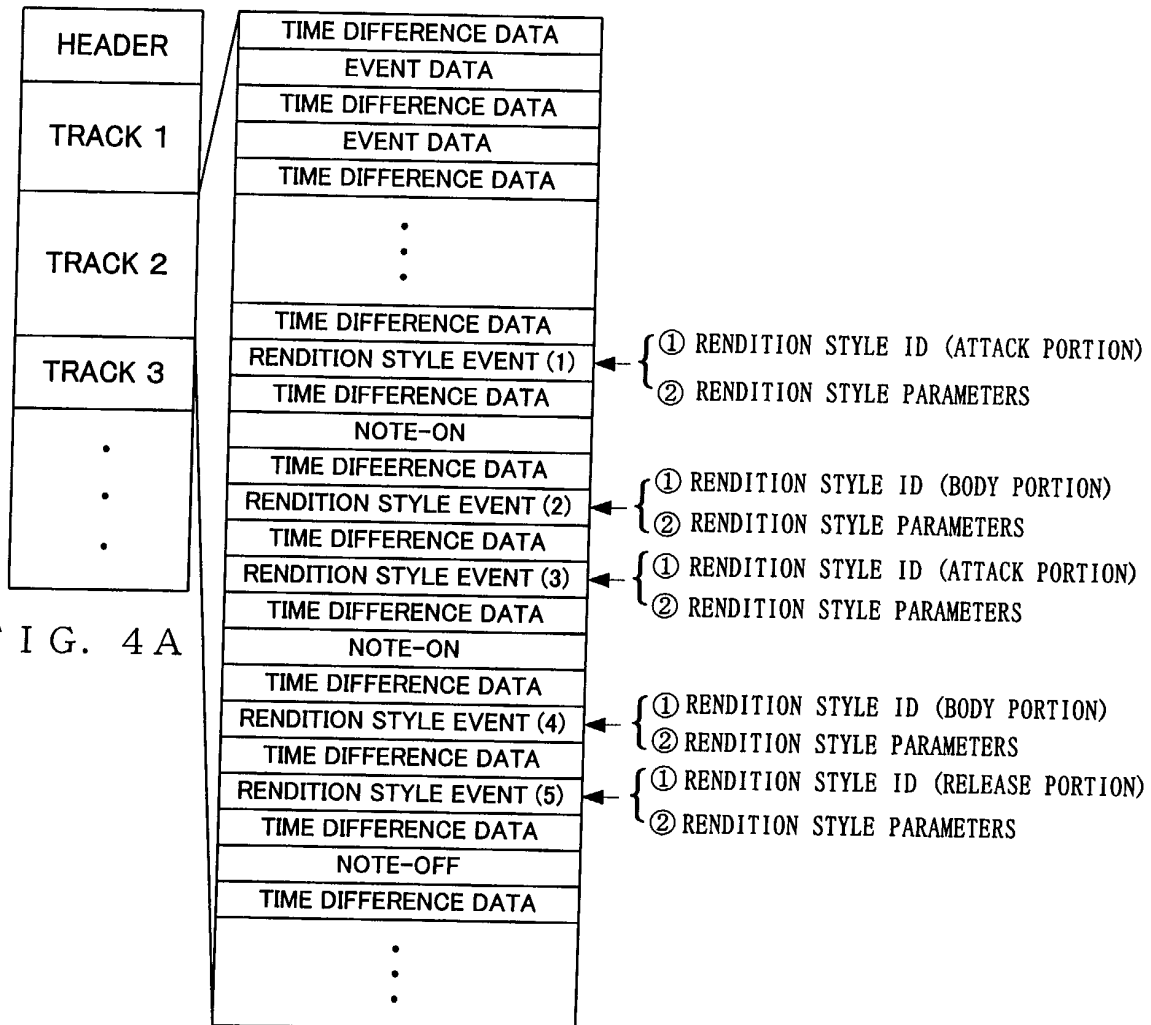 HEADER
TRACK 1
TRACK 2
TRACK 3
FIG. 4A
TIME DIFFERENCE DATA
EVENT DATA
TIME DIFFERENCE DATA
EVENT DATA
TIME DIFFERENCE DATA
TIME DIFFERENCE DATA
RENDITION STYLE EVENT (1)
① RENDITION STYLE ID (ATTACK PORTION)
② RENDITION STYLE PARAMETERS
TIME DIFFERENCE DATA
NOTE-ON
TIME DIFEERENCE DATA
RENDITION STYLE EVENT (2)
① RENDITION STYLE ID (BODY PORTION)
② RENDITION STYLE PARAMETERS
TIME DIFFERENCE DATA
RENDITION STYLE EVENT (3)
① RENDITION STYLE ID (ATTACK PORTION)
② RENDITION STYLE PARAMETERS
TIME DIFFERENCE DATA
NOTE-ON
TIME DIFFERENCE DATA
RENDITION STYLE EVENT (4)
① RENDITION STYLE ID (BODY PORTION)
② RENDITION STYLE PARAMETERS
TIME DIFFERENCE DATA
RENDITION STYLE EVENT (5)
① RENDITION STYLE ID (RELEASE PORTION)
② RENDITION STYLE PARAMETERS
TIME DIFFERENCE DATA
NOTE-OFF
TIME DIFFERENCE DATA